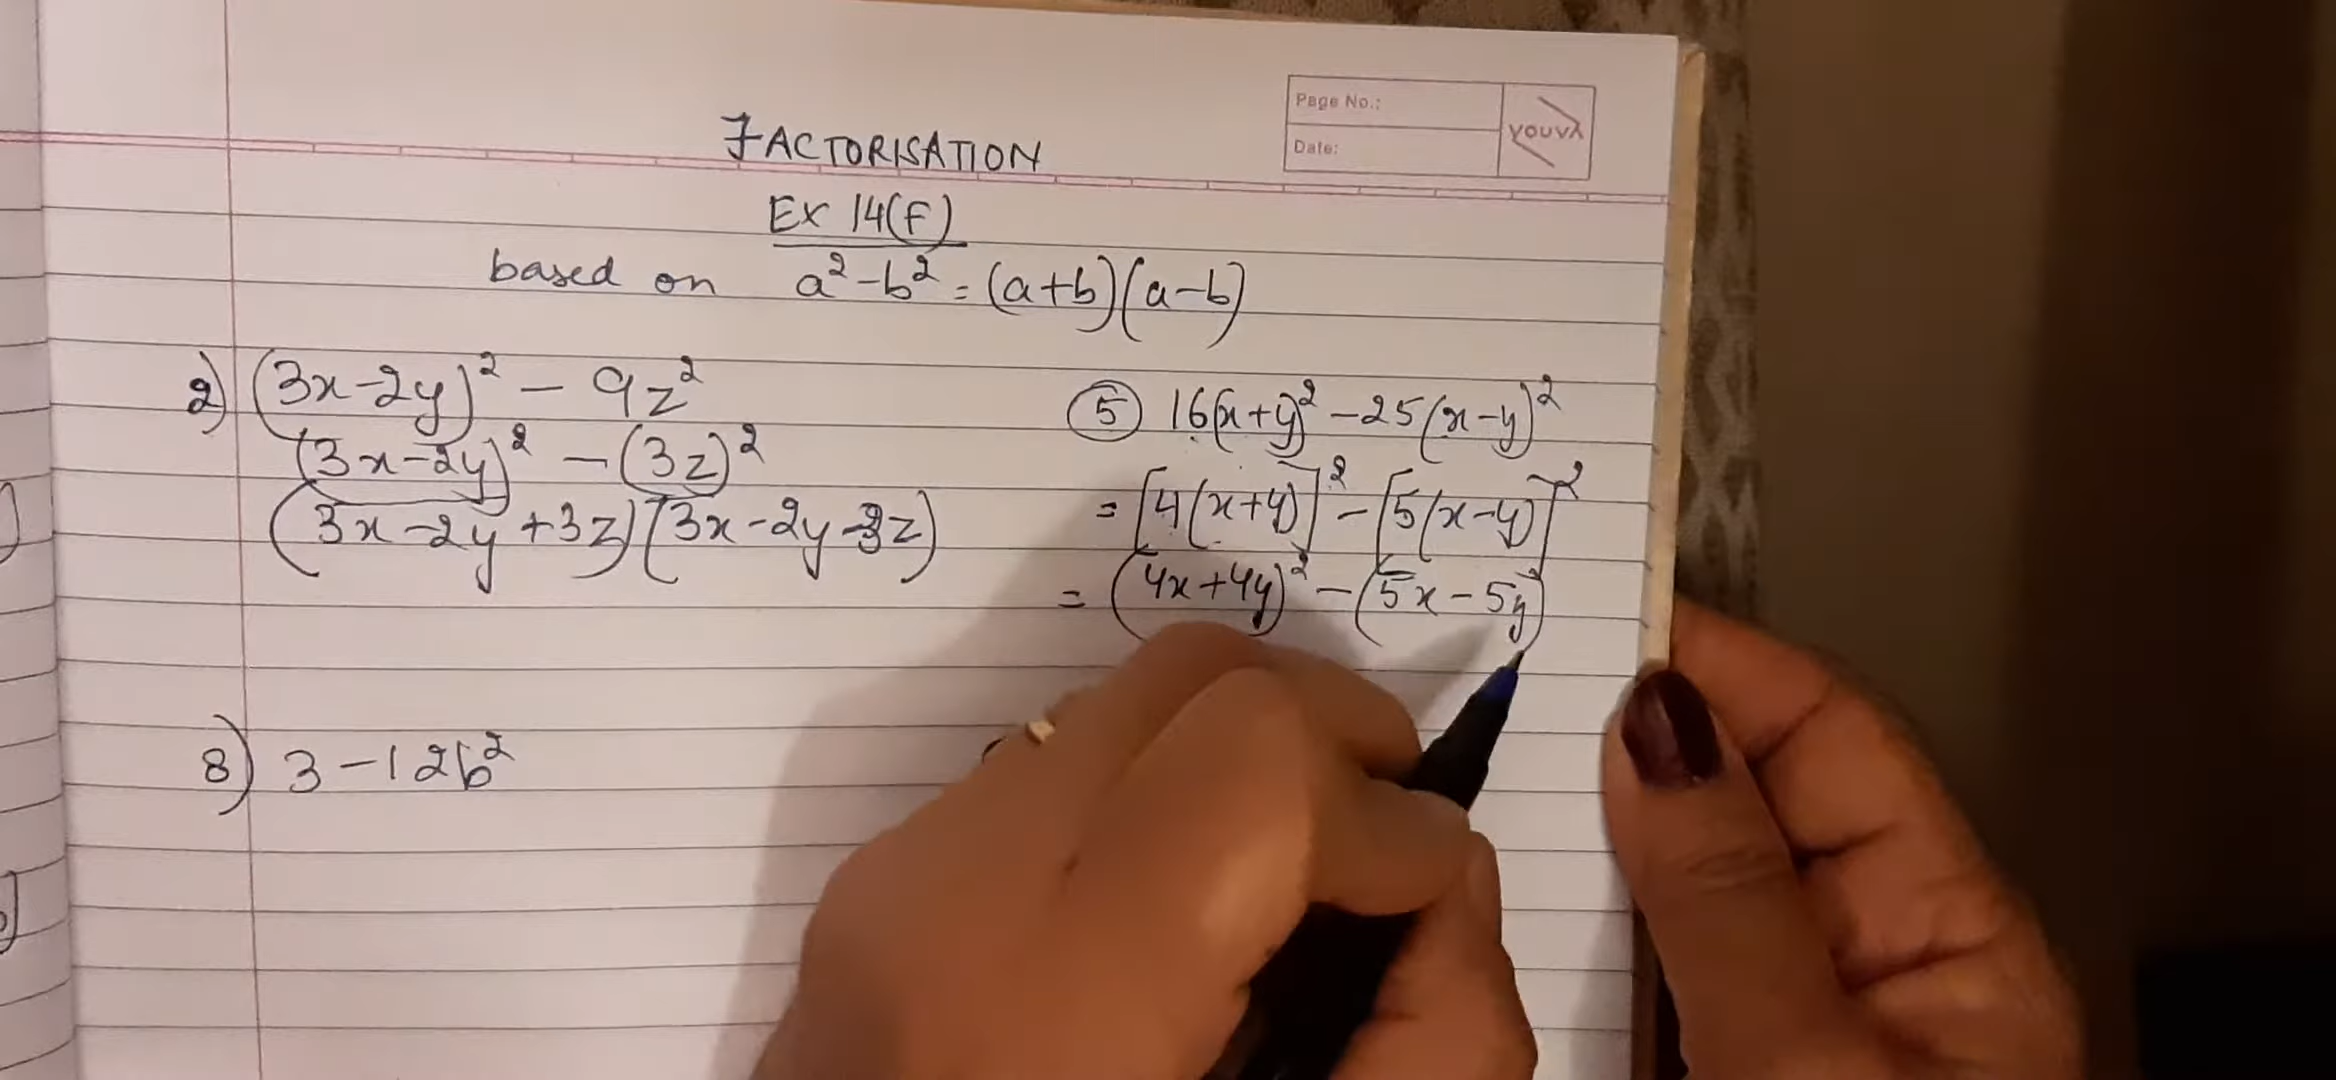 Page No.:
Date:
YOUVA
FACTORISATION
Ex 14(F)
based on a² - b² = (a+b)(a-b)
2) (3x-2y)² - 9z²
(3x-2y)² - (3z)²
(3x-2y+3z)(3x-2y-3z)
5 16(x+y)² - 25(x-y)²
= [4(x+y)]² - [5(x-y)]²
= (4x+4y)² - (5x-5y)²
8) 3 - 12b²